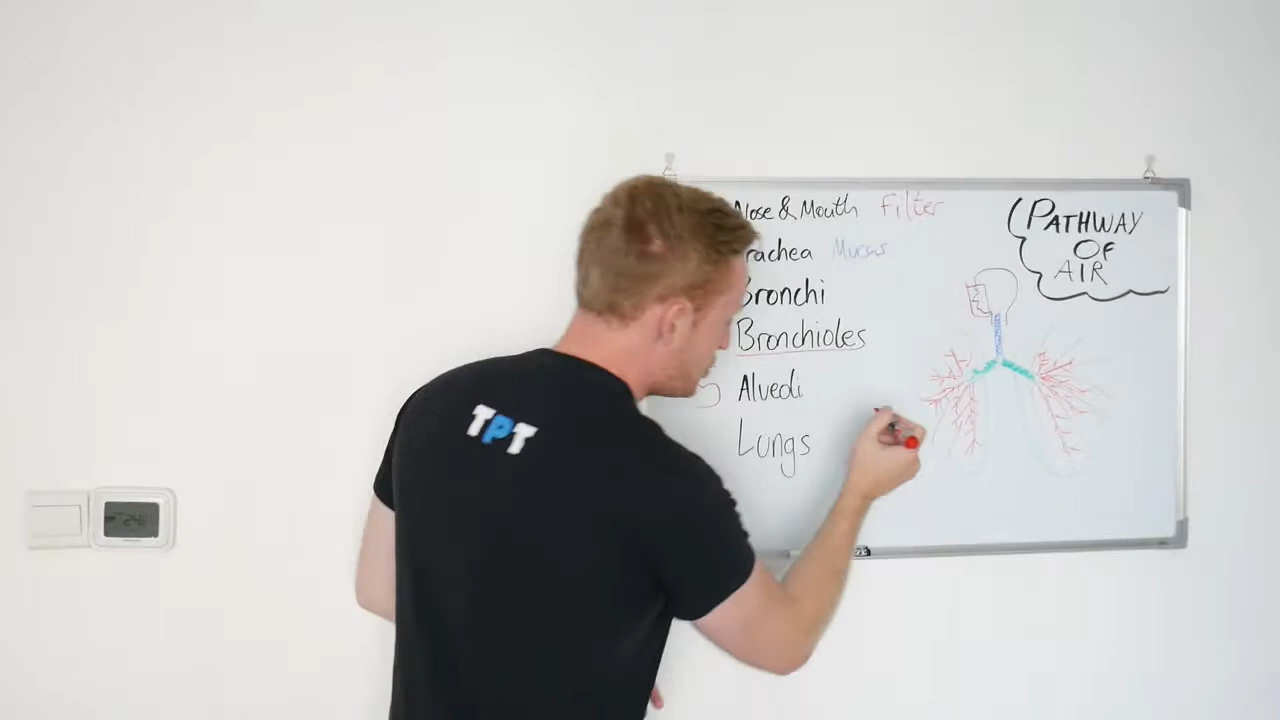 Nose & Mouth Filter
rachea Mucus
Bronchi
Bronchioles
Alveoli
Lungs
PATHWAY
OF
AIR
TPT